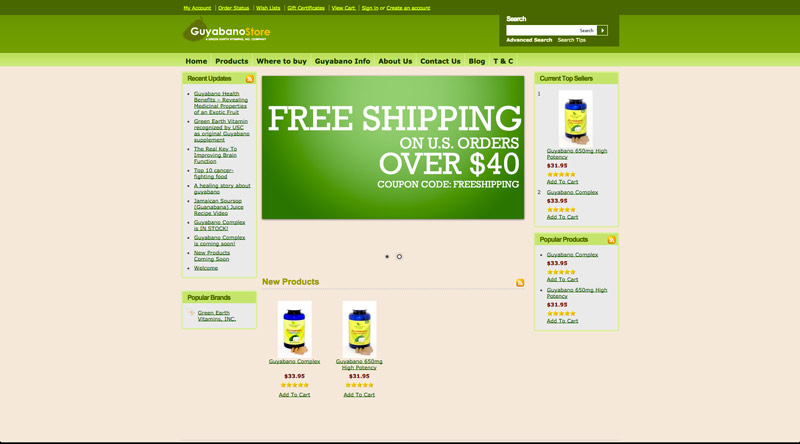 My Account | Order Status | Wish Lists | Gift Certificates | View Cart | Sign in or Create an account
GuyabanoStore
A GREEN EARTH VITAMINS, INC. COMPANY
Search
Search
Advanced Search Search Tips
Home Products Where to buy Guyabano Info About Us Contact Us Blog T & C
Recent Updates
Guyabano Health
Benefits – Revealing
Medicinal Properties
of an Exotic Fruit
Green Earth Vitamin
recognized by USC
as original Guyabano
supplement
The Real Key To
Improving Brain
Function
Top 10 cancer-
fighting food
A healing story about
guyabano
Jamaican Soursop
(Guanabana) Juice
Recipe Video
Guyabano Complex
is IN STOCK!
Guyabano Complex
is coming soon!
New Products
Coming Soon
Welcome
Popular Brands
Green Earth
Vitamins, INC.
FREE SHIPPING
ON U.S. ORDERS
OVER $40
COUPON CODE: FREESHIPPING
New Products
Guyabano Complex
$33.95
Add To Cart
Guyabano 650mg
High Potency
$31.95
Add To Cart
Current Top Sellers
1
Guyabano 650mg High
Potency
$31.95
Add To Cart
2 Guyabano Complex
$33.95
Add To Cart
Popular Products
Guyabano Complex
$33.95
Add To Cart
Guyabano 650mg High
Potency
$31.95
Add To Cart